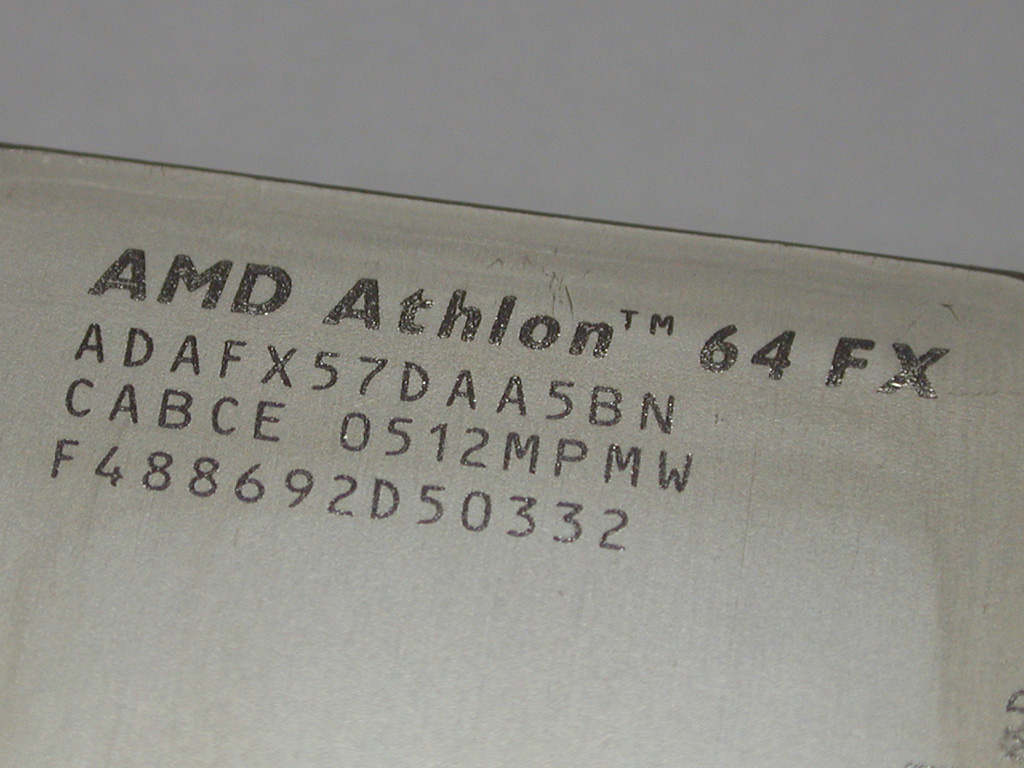 AMD Athlon™ 64 FX
ADAFX57DAA5BN
CABCE 0512MPMW
F488692D50332